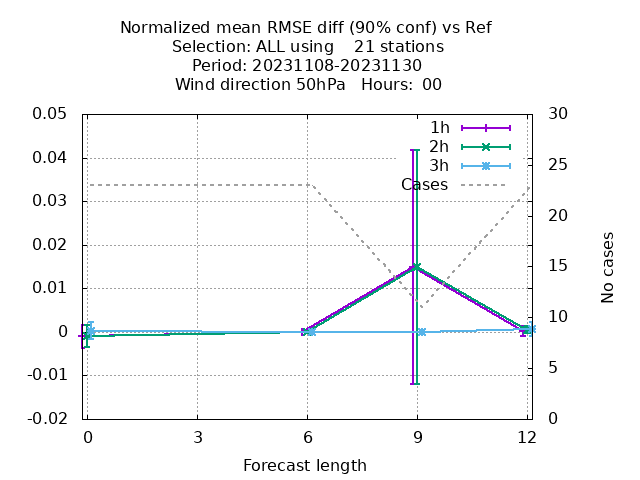 Normalized mean RMSE diff (90% conf) vs Ref
Selection: ALL using    21 stations
Period: 20231108-20231130
Wind direction 50hPa   Hours:  00
0.05
0.04
0.03
0.02
0.01
0
-0.01
-0.02
1h
2h
3h
Cases
30
25
20
15
10
5
0
No cases
0 3 6 9 12
Forecast length